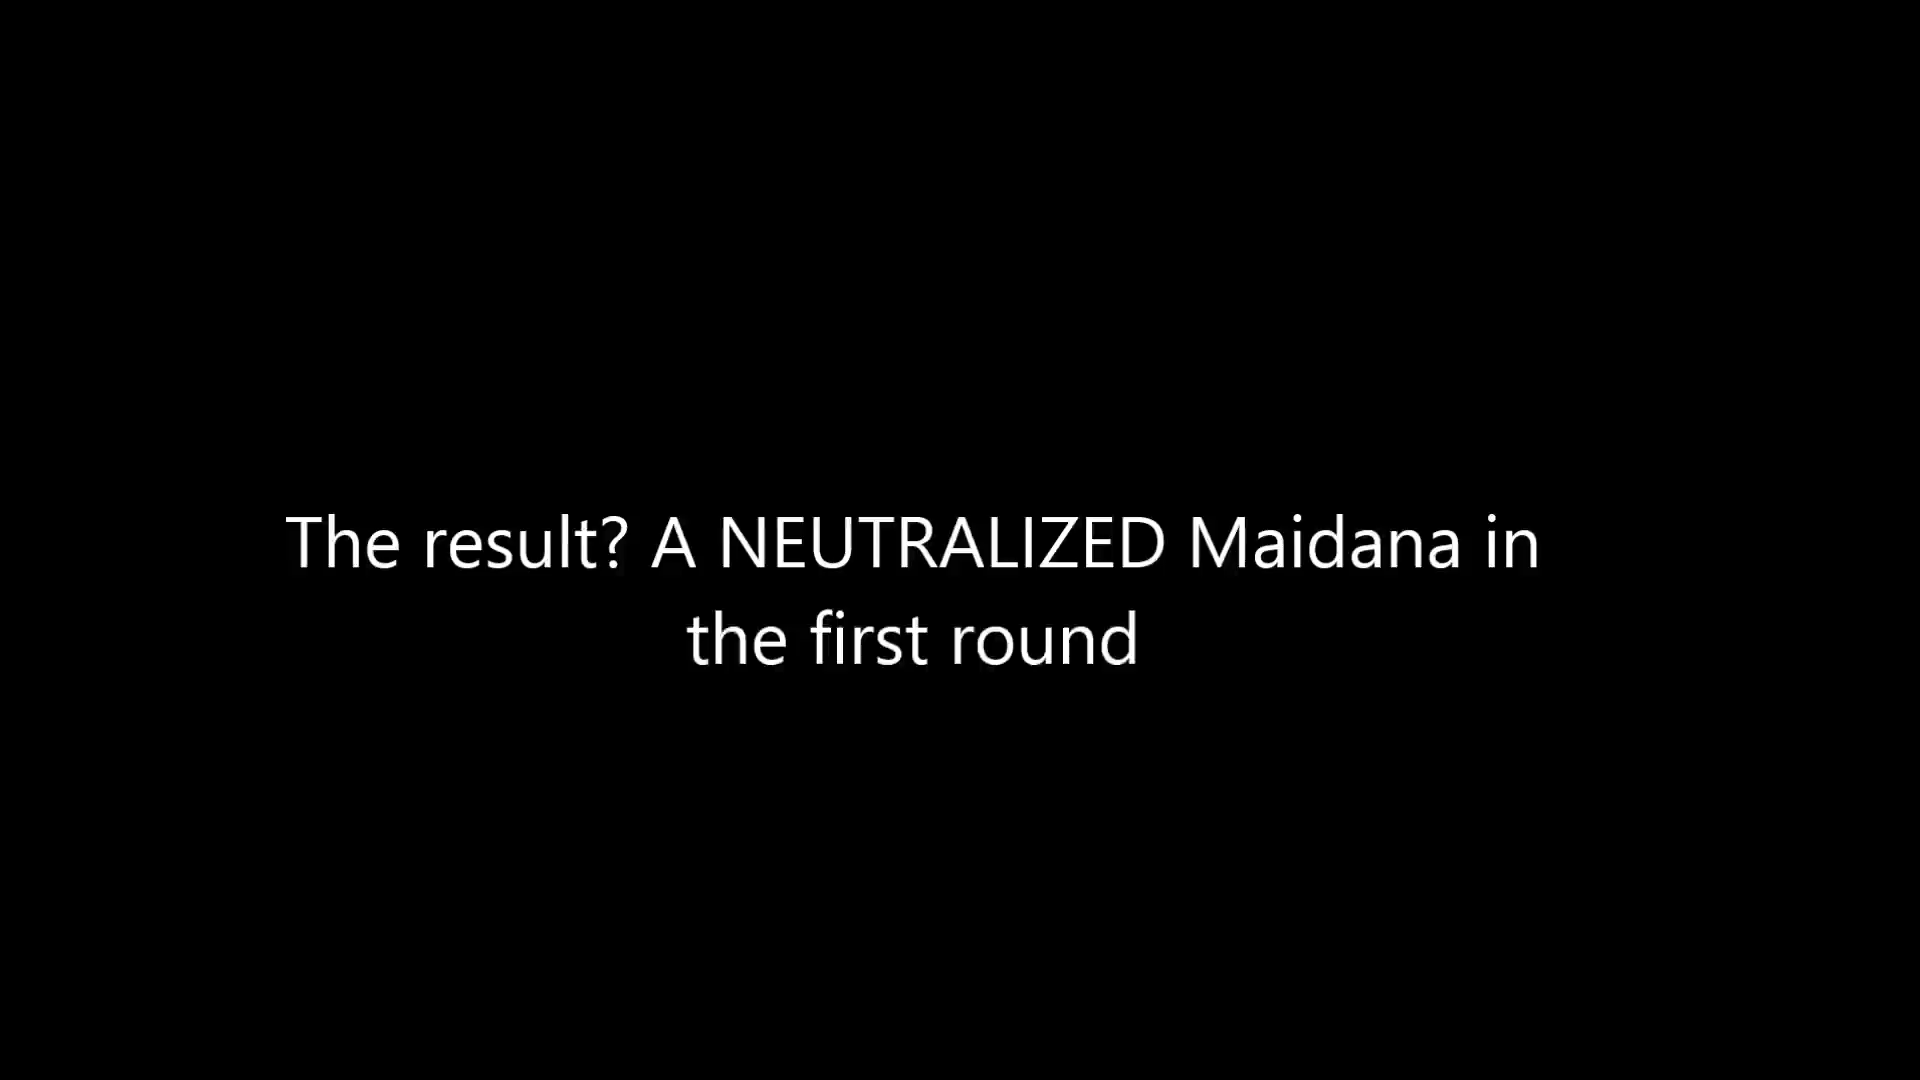 The result? A NEUTRALIZED Maidana in
the first round